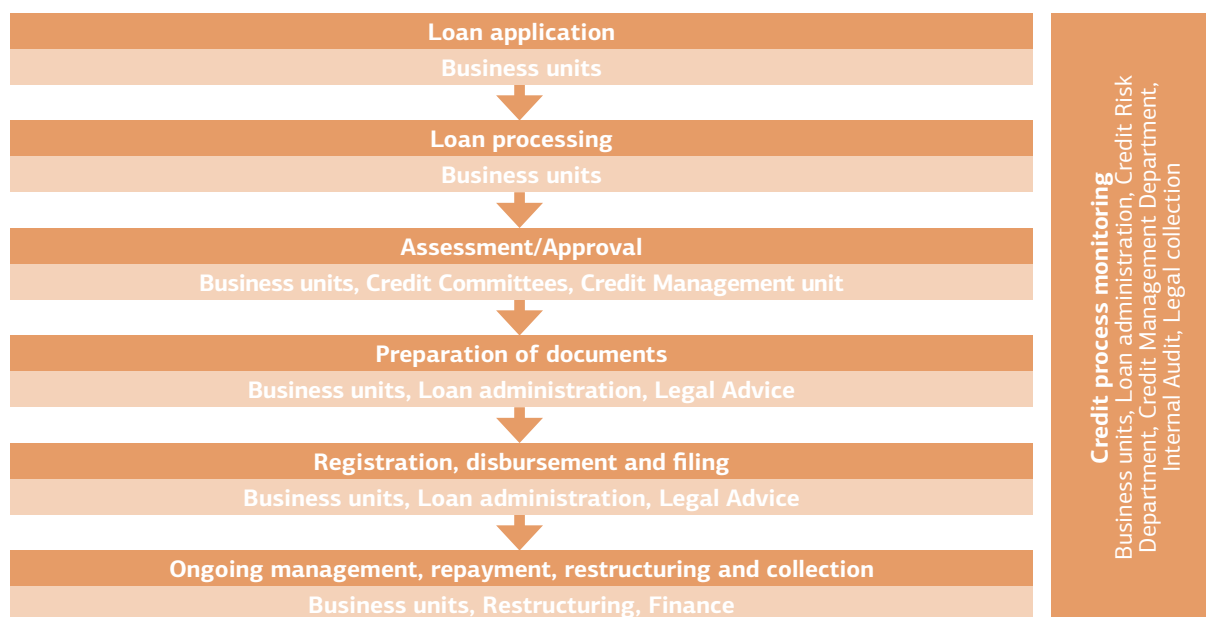 Loan application
Business units
Loan processing
Business units
Assessment/Approval
Business units, Credit Committees, Credit Management unit
Preparation of documents
Business units, Loan administration, Legal Advice
Registration, disbursement and filing
Business units, Loan administration, Legal Advice
Ongoing management, repayment, restructuring and collection
Business units, Restructuring, Finance
Credit process monitoring
Business units, Loan administration, Credit Risk
Department, Credit Management Department,
Internal Audit, Legal collection